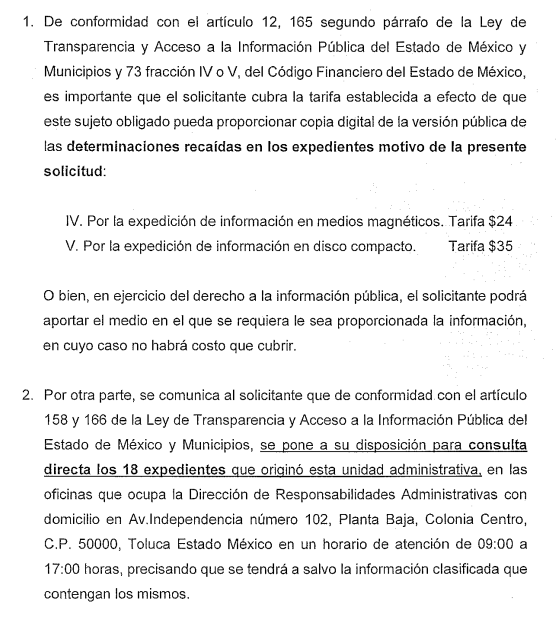 1. De conformidad con el artículo 12, 165 segundo párrafo de la Ley de
Transparencia y Acceso a la Información Pública del Estado de México y
Municipios y 73 fracción IV o V, del Código Financiero del Estado de México,
es importante que el solicitante cubra la tarifa establecida a efecto de que
este sujeto obligado pueda proporcionar copia digital de la versión pública de
las determinaciones recaídas en los expedientes motivo de la presente
solicitud:
IV. Por la expedición de información en medios magnéticos. Tarifa $24
V. Por la expedición de información en disco compacto. Tarifa $35
O bien, en ejercicio del derecho a la información pública, el solicitante podrá
aportar el medio en el que se requiera le sea proporcionada la información,
en cuyo caso no habrá costo que cubrir.
2. Por otra parte, se comunica al solicitante que de conformidad con el artículo
158 y 166 de la Ley de Transparencia y Acceso a la Información Pública del
Estado de México y Municipios, se pone a su disposición para consulta
directa los 18 expedientes que originó esta unidad administrativa, en las
oficinas que ocupa la Dirección de Responsabilidades Administrativas con
domicilio en Av.Independencia número 102, Planta Baja, Colonia Centro,
C.P. 50000, Toluca Estado México en un horario de atención de 09:00 a
17:00 horas, precisando que se tendrá a salvo la información clasificada que
contengan los mismos.